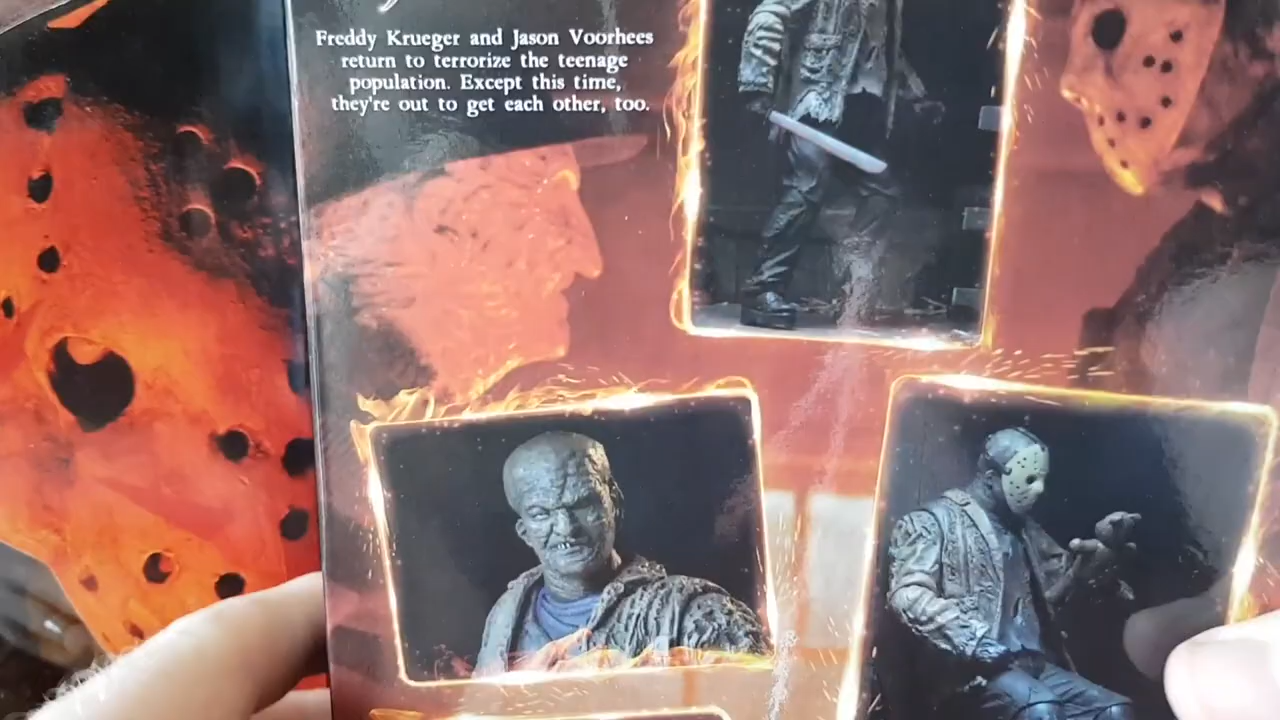 Freddy Krueger and Jason Voorhees
return to terrorize the teenage
population. Except this time,
they're out to get each other, too.